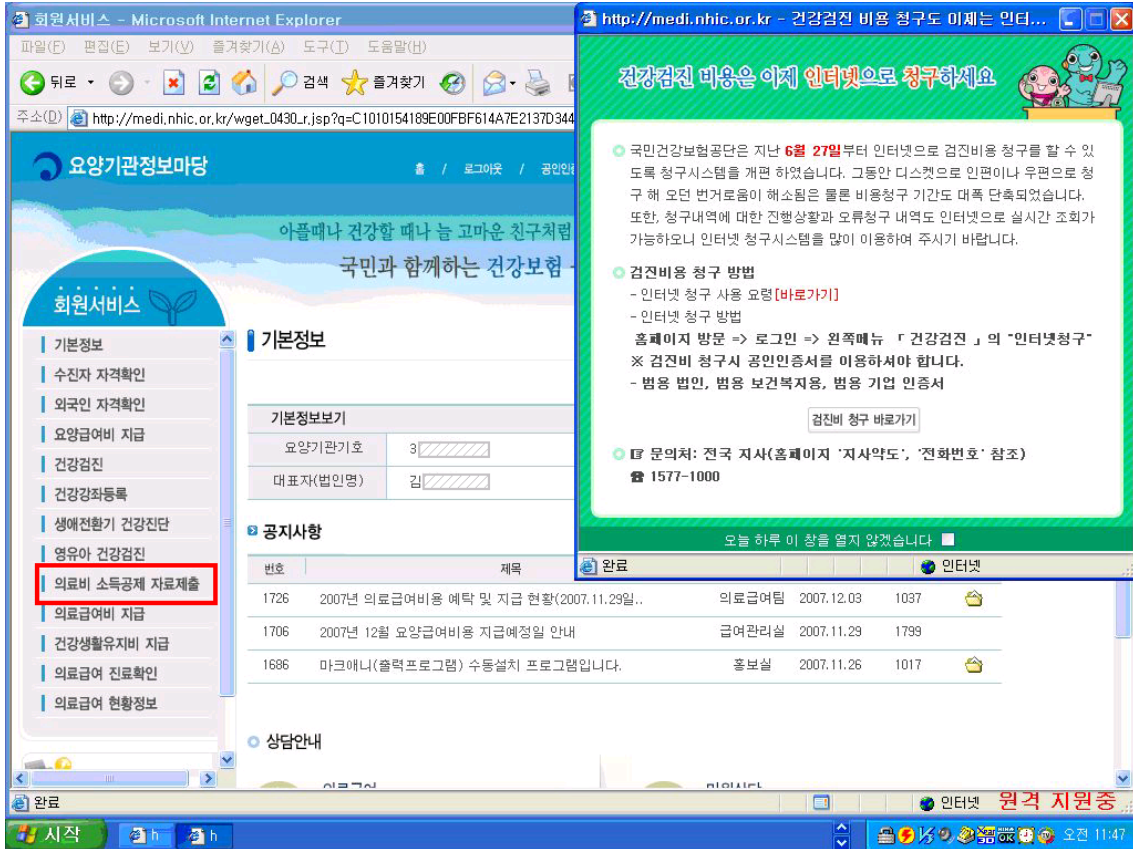 회원서비스 - Microsoft Internet Explorer
파일(F) 편집(E) 보기(V) 즐겨찾기(A) 도구(T) 도움말(H)
뒤로 검색 즐겨찾기
주소(D) http://medi.nhic.or.kr/wget_0430_r.jsp?q=C1010154189E00FBF614A7E2137D344
요양기관정보마당
홈 / 로그아웃 / 공인인
아플때나 건강할 때나 늘 고마운 친구처럼
국민과 함께하는 건강보험
회원서비스
기본정보
수진자 자격확인
외국인 자격확인
요양급여비 지급
건강검진
건강강좌등록
생애전환기 건강진단
영유아 건강검진
의료비 소득공제 자료제출
의료급여비 지급
건강생활유지비 지급
의료급여 진료확인
의료급여 현황정보
기본정보
기본정보보기
요양기관기호 3
대표자(법인명) 김
공지사항
번호 제목
1726 2007년 의료급여비용 예탁 및 지급 현황(2007.11.29일.. 의료급여팀 2007.12.03 1037
1706 2007년 12월 요양급여비용 지급예정일 안내 급여관리실 2007.11.29 1799
1686 마크애니(출력프로그램) 수동설치 프로그램입니다. 홍보실 2007.11.26 1017
상담안내
http://medi.nhic.or.kr - 건강검진 비용 청구도 이제는 인터...
건강검진 비용은 이제 인터넷으로 청구하세요
국민건강보험공단은 지난 6월 27일부터 인터넷으로 검진비용 청구를 할 수 있
도록 청구시스템을 개편 하였습니다. 그동안 디스켓으로 인편이나 우편으로 청
구 해 오던 번거로움이 해소됨은 물론 비용청구 기간도 대폭 단축되었습니다.
또한, 청구내역에 대한 진행상황과 오류청구 내역도 인터넷으로 실시간 조회가
가능하오니 인터넷 청구시스템을 많이 이용하여 주시기 바랍니다.
검진비용 청구 방법
- 인터넷 청구 사용 요령[바로가기]
- 인터넷 청구 방법
홈페이지 방문 => 로그인 => 왼쪽메뉴 「 건강검진 」의 "인터넷청구"
※ 검진비 청구시 공인인증서를 이용하셔야 합니다.
- 범용 법인, 범용 보건복지용, 범용 기업 인증서
검진비 청구 바로가기
☞ 문의처: 전국 지사(홈페이지 '지사약도', '전화번호' 참조)
☎ 1577-1000
오늘 하루 이 창을 열지 않겠습니다
완료 인터넷
완료 인터넷 원격 지원중
시작 h h 오전 11:47